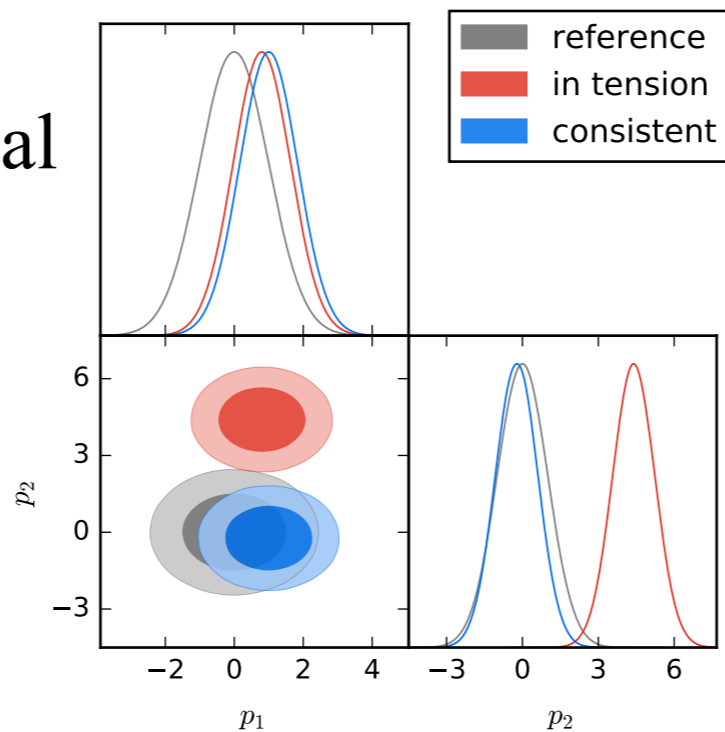 reference
in tension
consistent
al
6
3
0
−3
p₂
−2 0 2 4
−3 0 3 6
p₁
p₂